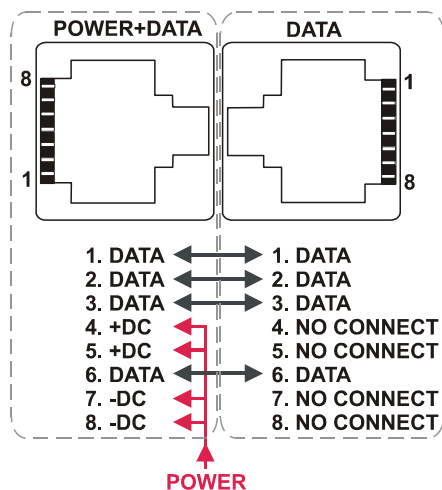 POWER+DATA
DATA
8
1
1
8
1. DATA
1. DATA
2. DATA
2. DATA
3. DATA
3. DATA
4. +DC
4. NO CONNECT
5. +DC
5. NO CONNECT
6. DATA
6. DATA
7. -DC
7. NO CONNECT
8. -DC
8. NO CONNECT
POWER